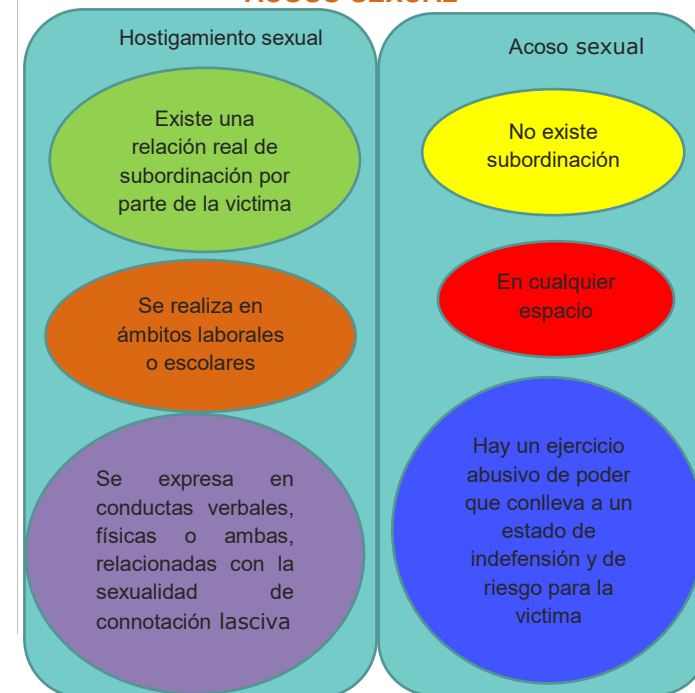 ACOSO SEXUAL
Hostigamiento sexual
Existe una
relación real de
subordinación por
parte de la victima
Se realiza en
ámbitos laborales
o escolares
Se expresa en
conductas verbales,
físicas o ambas,
relacionadas con la
sexualidad de
connotación lasciva
Acoso sexual
No existe
subordinación
En cualquier
espacio
Hay un ejercicio
abusivo de poder
que conlleva a un
estado de
indefensión y de
riesgo para la
victima